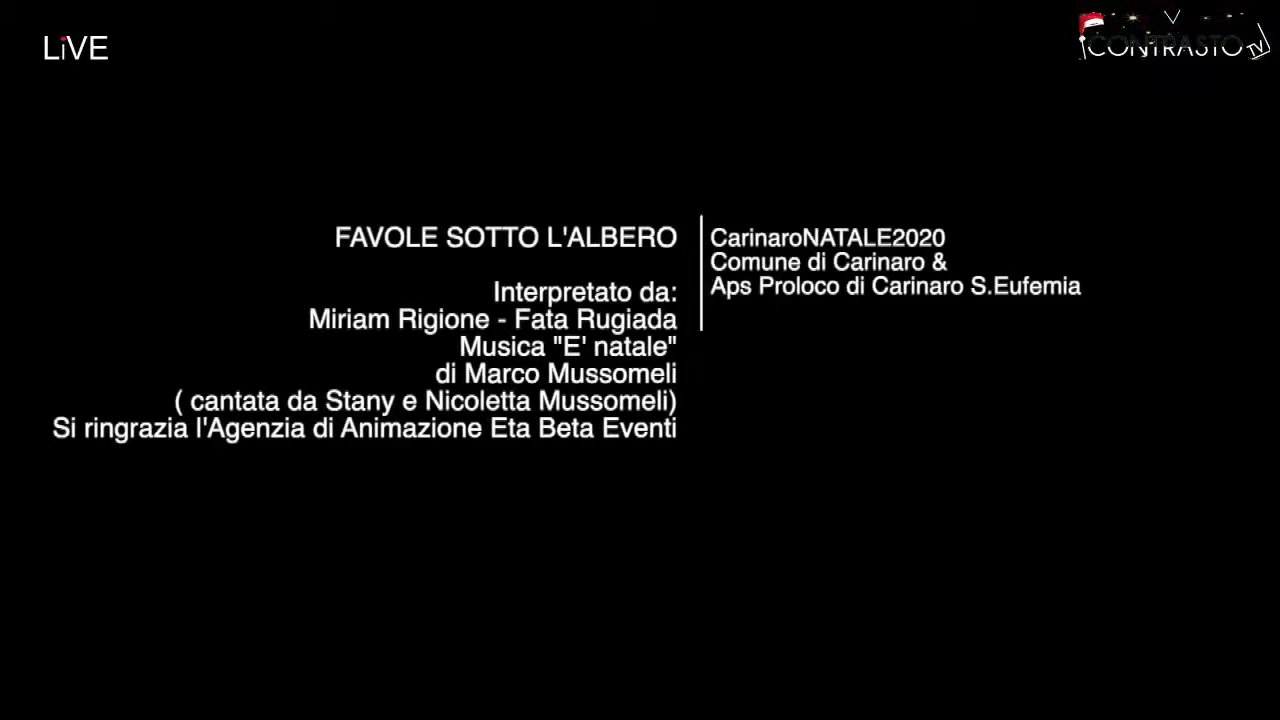 LiVE
CONTRASTO TV
FAVOLE SOTTO L'ALBERO
Interpretato da:
Miriam Rigione - Fata Rugiada
Musica "E' natale"
di Marco Mussomeli
( cantata da Stany e Nicoletta Mussomeli)
Si ringrazia l'Agenzia di Animazione Eta Beta Eventi
CarinaroNATALE2020
Comune di Carinaro &
Aps Proloco di Carinaro S.Eufemia